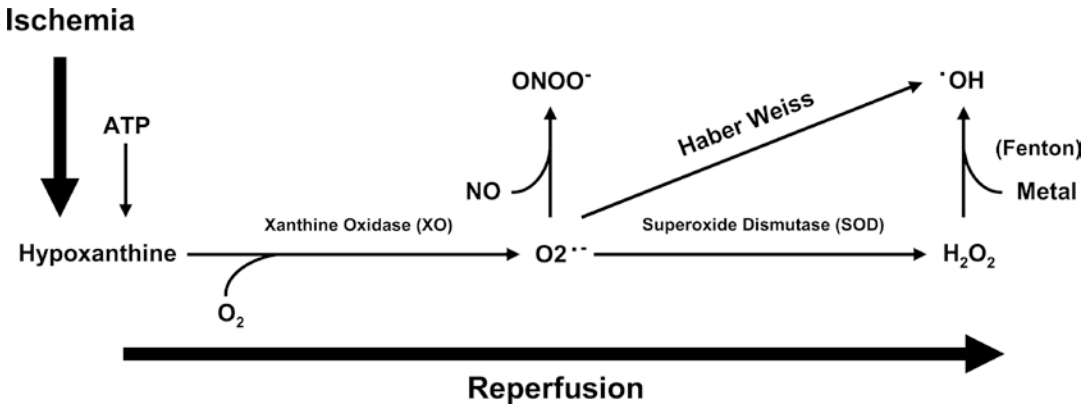 Ischemia
ONOO⁻
˙OH
ATP
Haber Weiss
(Fenton)
NO
Metal
Xanthine Oxidase (XO)
Superoxide Dismutase (SOD)
Hypoxanthine
O2˙⁻
H₂O₂
O₂
Reperfusion